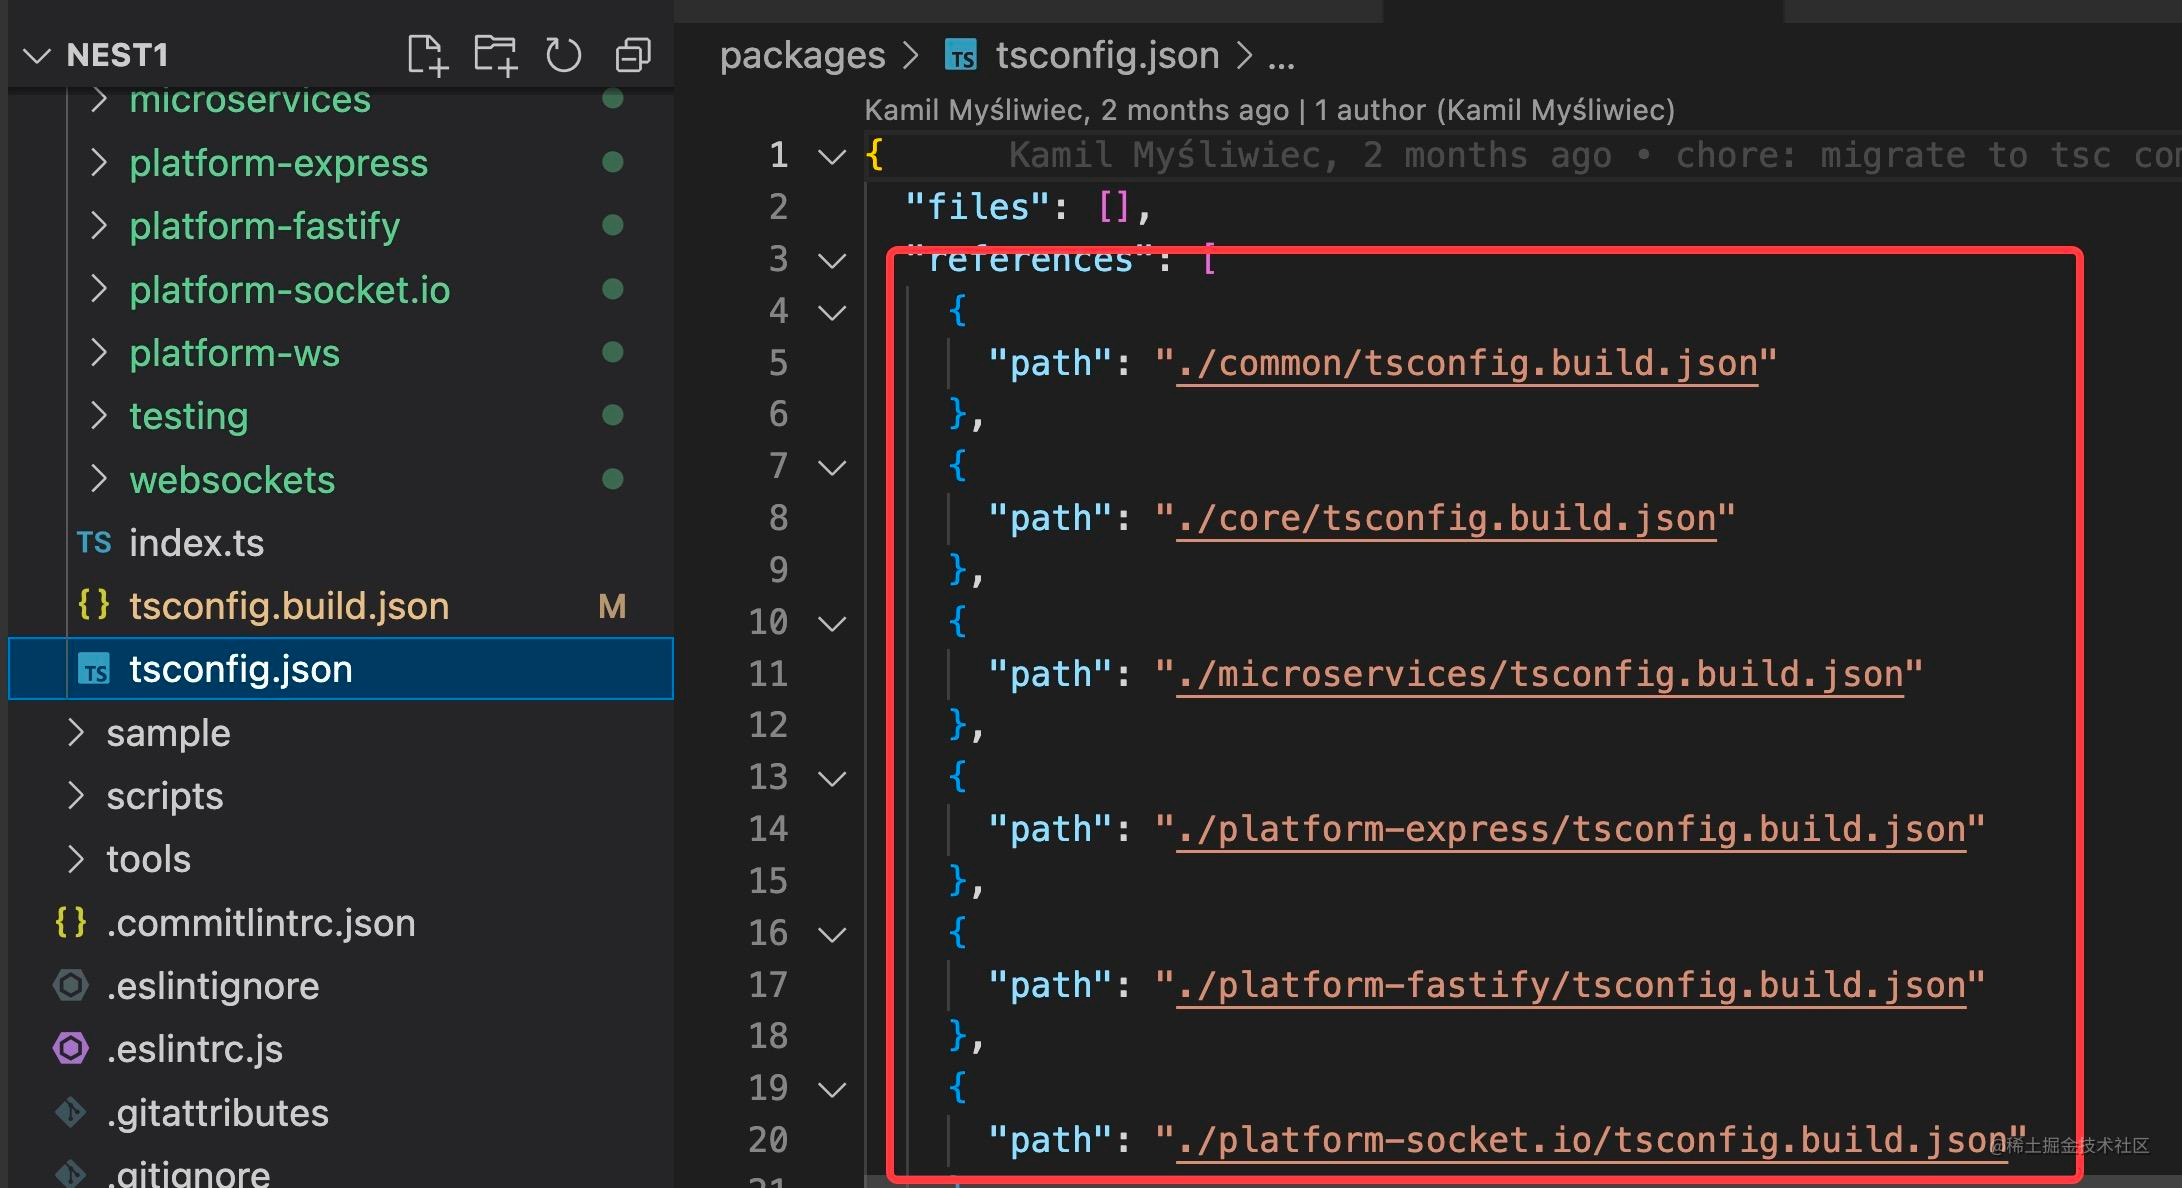 NEST1
microservices
platform-express
platform-fastify
platform-socket.io
platform-ws
testing
websockets
TS index.ts
{} tsconfig.build.json M
TS tsconfig.json
sample
scripts
tools
{} .commitlintrc.json
.eslintignore
.eslintrc.js
.gitattributes
.gitignore
packages > TS tsconfig.json > ...
Kamil Myśliwiec, 2 months ago | 1 author (Kamil Myśliwiec)
1 { Kamil Myśliwiec, 2 months ago • chore: migrate to tsc
2 "files": [],
3 "references": [
4 {
5 "path": "./common/tsconfig.build.json"
6 },
7 {
8 "path": "./core/tsconfig.build.json"
9 },
10 {
11 "path": "./microservices/tsconfig.build.json"
12 },
13 {
14 "path": "./platform-express/tsconfig.build.json"
15 },
16 {
17 "path": "./platform-fastify/tsconfig.build.json"
18 },
19 {
20 "path": "./platform-socket.io/tsconfig.build.json"
21
@稀土掘金技术社区